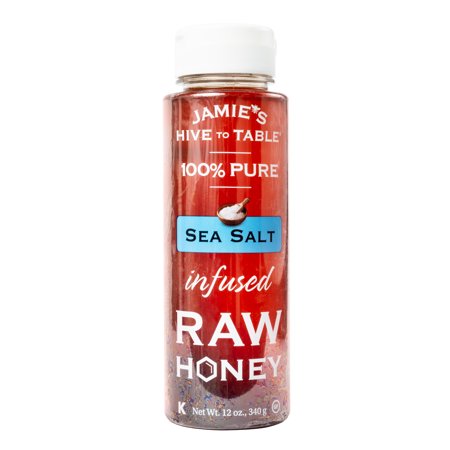 JAMIE'S
HIVE TO TABLE®
100% PURE
SEA SALT
infused
RAW
HONEY
K Net Wt. 12 oz., 340 g